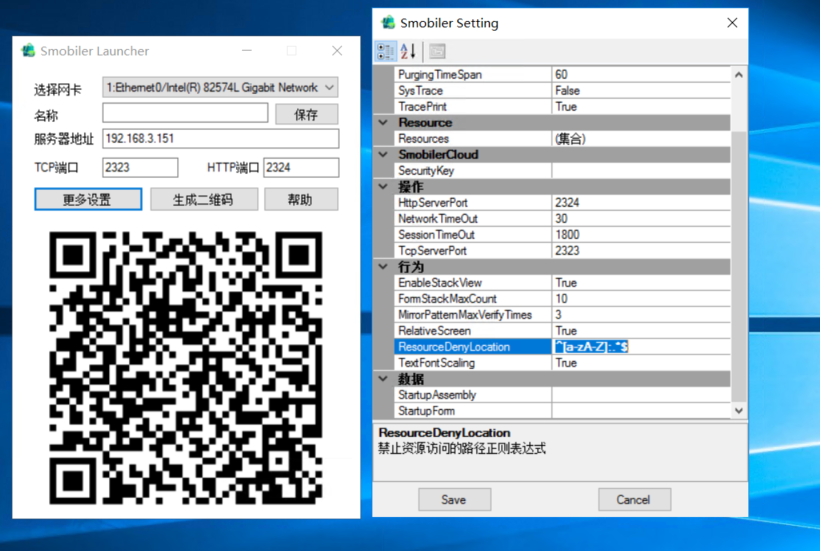 Smobiler Launcher
选择网卡 1:Ethernet0/Intel(R) 82574L Gigabit Network
名称 保存
服务器地址 192.168.3.151
TCP端口 2323 HTTP端口 2324
更多设置 生成二维码 帮助
Smobiler Setting
PurgingTimeSpan 60
SysTrace False
TracePrint True
Resource
Resources (集合)
SmobilerCloud
SecurityKey
操作
HttpServerPort 2324
NetworkTimeOut 30
SessionTimeOut 1800
TcpServerPort 2323
行为
EnableStackView True
FormStackMaxCount 10
MirrorPatternMaxVerifyTimes 3
RelativeScreen True
ResourceDenyLocation ^[a-zA-Z]:.*$
TextFontScaling True
数据
StartupAssembly
StartupForm
ResourceDenyLocation
禁止资源访问的路径正则表达式
Save Cancel